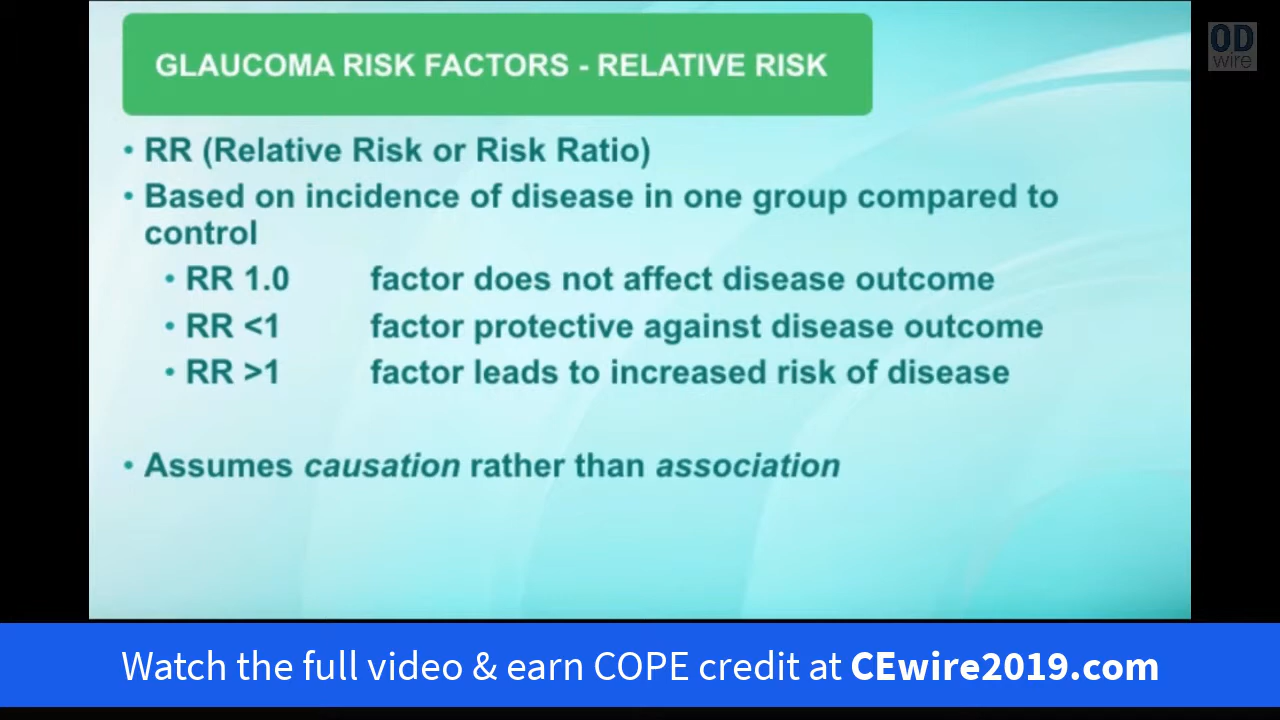 GLAUCOMA RISK FACTORS - RELATIVE RISK
OD
wire
• RR (Relative Risk or Risk Ratio)
• Based on incidence of disease in one group compared to
control
• RR 1.0 factor does not affect disease outcome
• RR <1 factor protective against disease outcome
• RR >1 factor leads to increased risk of disease
• Assumes causation rather than association
Watch the full video & earn COPE credit at CEwire2019.com